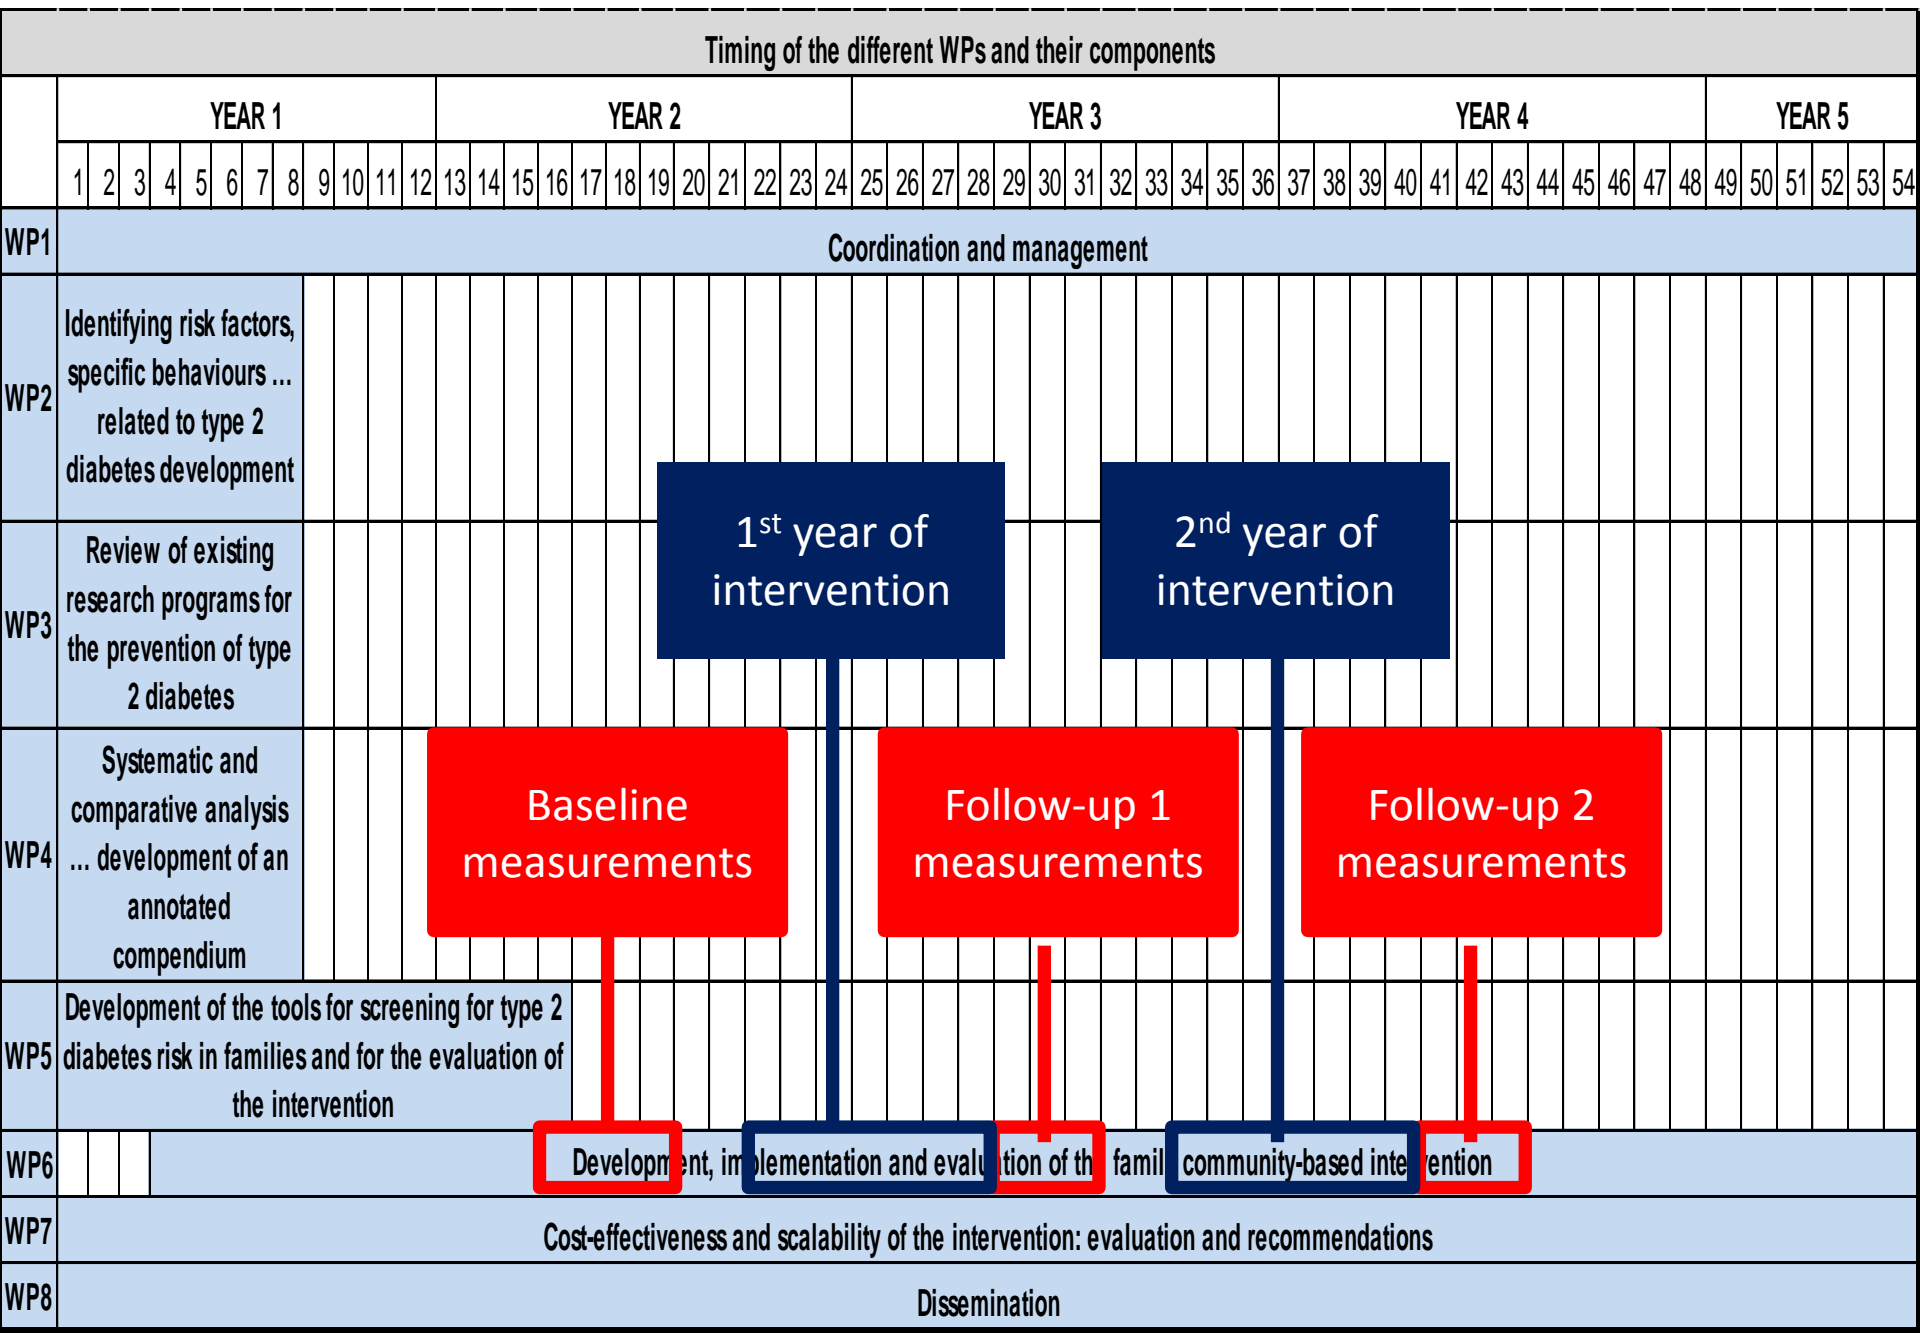 Timing of the different WPs and their components
YEAR 1 YEAR 2 YEAR 3 YEAR 4 YEAR 5
1 2 3 4 5 6 7 8 9 10 11 12 13 14 15 16 17 18 19 20 21 22 23 24 25 26 27 28 29 30 31 32 33 34 35 36 37 38 39 40 41 42 43 44 45 46 47 48 49 50 51 52 53 54
WP1
Coordination and management
WP2
Identifying risk factors,
specific behaviours ...
related to type 2
diabetes development
1st year of
intervention
2nd year of
intervention
WP3
Review of existing
research programs for
the prevention of type
2 diabetes
WP4
Systematic and
comparative analysis
... development of an
annotated
compendium
Baseline
measurements
Follow-up 1
measurements
Follow-up 2
measurements
WP5
Development of the tools for screening for type 2
diabetes risk in families and for the evaluation of
the intervention
WP6
Development, implementation and evaluation of the famil community-based intervention
WP7
Cost-effectiveness and scalability of the intervention: evaluation and recommendations
WP8
Dissemination